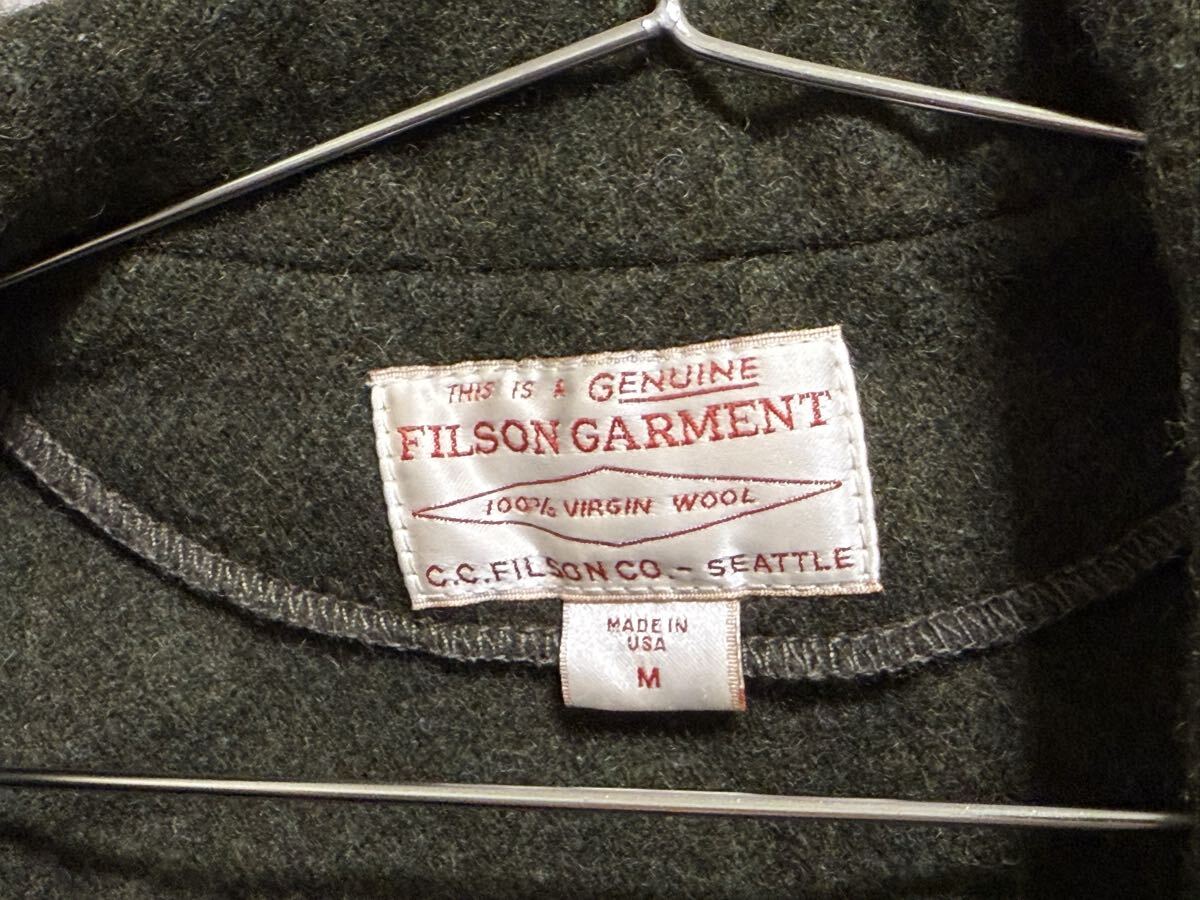 THIS IS A GENUINE
FILSON GARMENT
100% VIRGIN WOOL
C.C. FILSON CO. - SEATTLE
MADE IN
USA
M